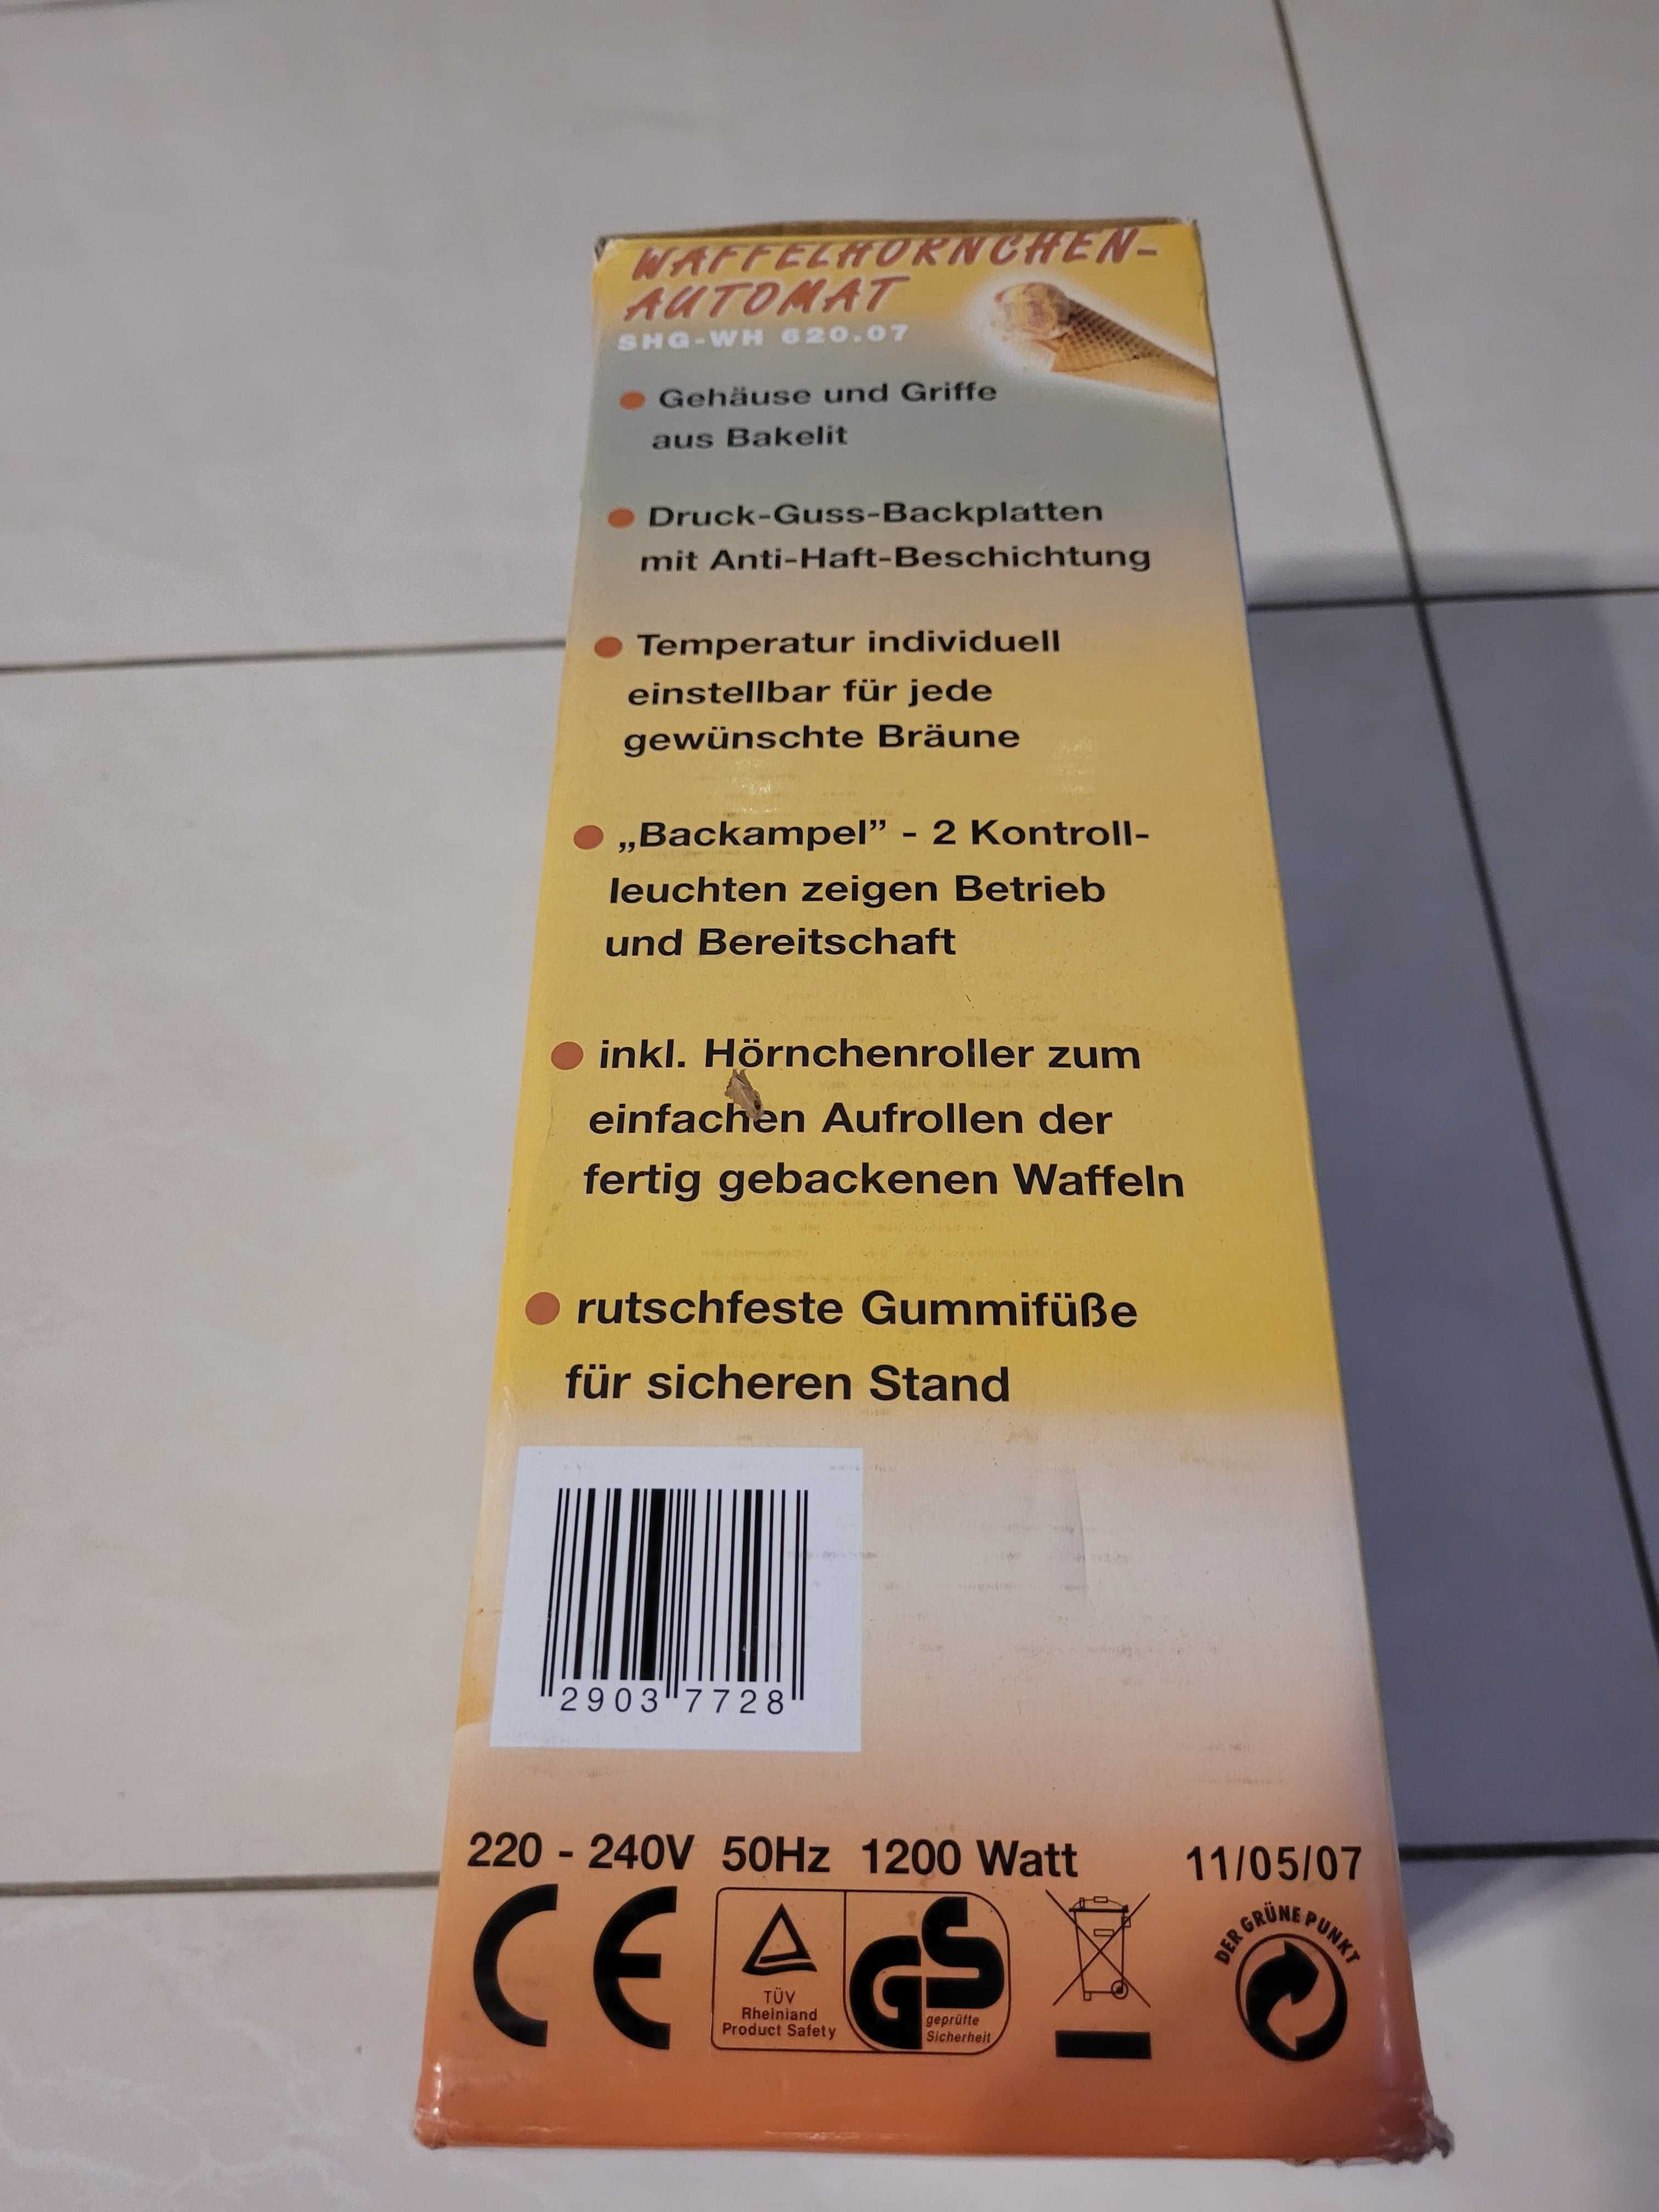 WAFFELHÖRNCHEN-
AUTOMAT
SHG-WH 620.07
Gehäuse und Griffe
aus Bakelit
Druck-Guss-Backplatten
mit Anti-Haft-Beschichtung
Temperatur individuell
einstellbar für jede
gewünschte Bräune
„Backampel” - 2 Kontroll-
leuchten zeigen Betrieb
und Bereitschaft
inkl. Hörnchenroller zum
einfachen Aufrollen der
fertig gebackenen Waffeln
rutschfeste Gummifüße
für sicheren Stand
2903 7728
220 - 240V 50Hz 1200 Watt 11/05/07
CE
TÜV
Rheinland
Product Safety
GS
geprüfte
Sicherheit
DER GRÜNE PUNKT